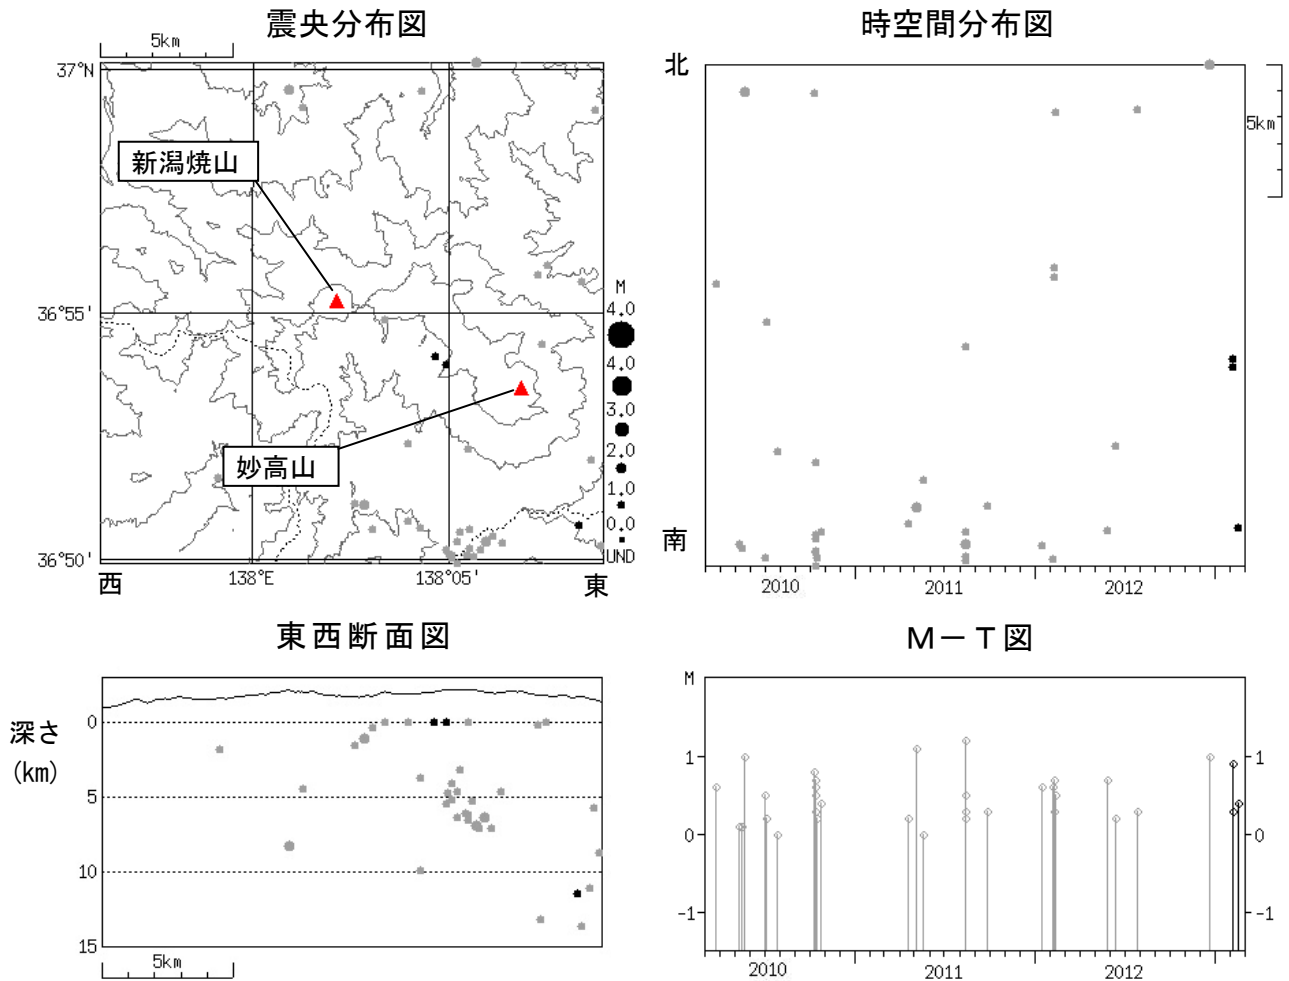 震央分布図
5km
37°N
新潟焼山
36°55'
妙高山
36°50'
西
138°E
138°05'
東
M
4.0
4.0
3.0
2.0
1.0
0.0
UND
時空間分布図
北
5km
南
2010
2011
2012
東西断面図
深さ
(km)
0
5
10
15
5km
M－T図
M
1
1
0
0
-1
-1
2010
2011
2012